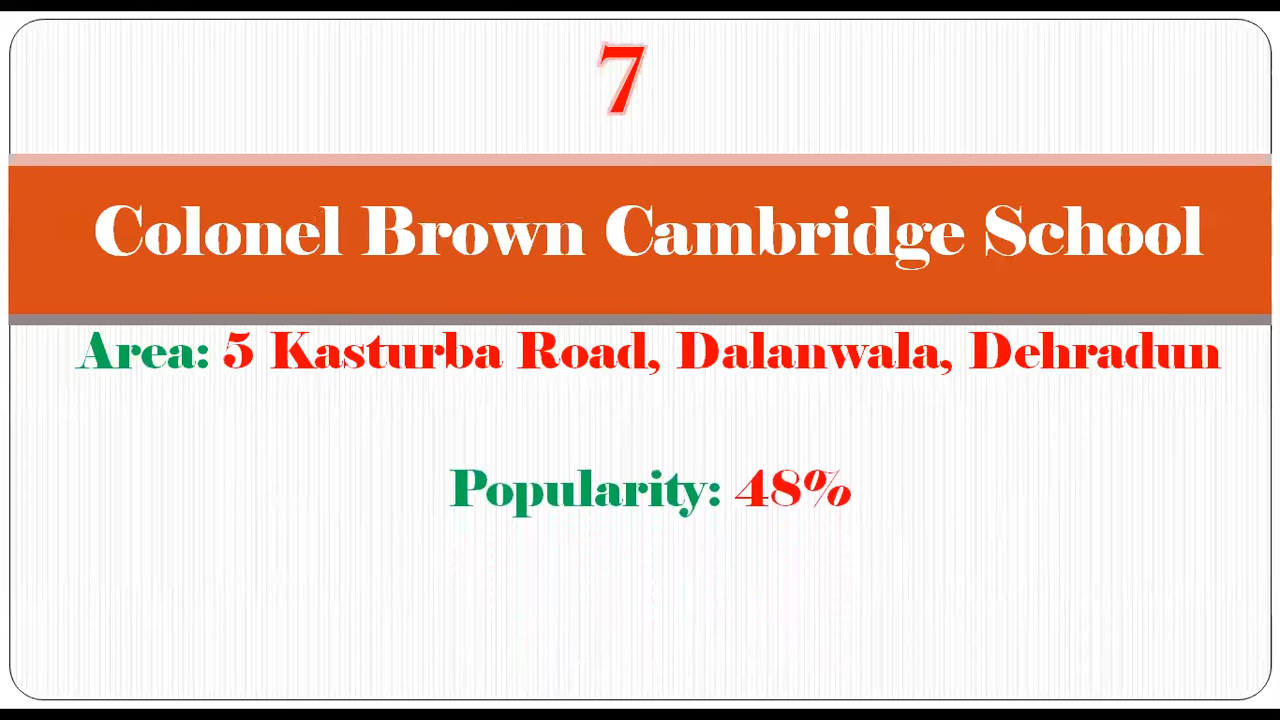 7
Colonel Brown Cambridge School
Area: 5 Kasturba Road, Dalanwala, Dehradun
Popularity: 48%